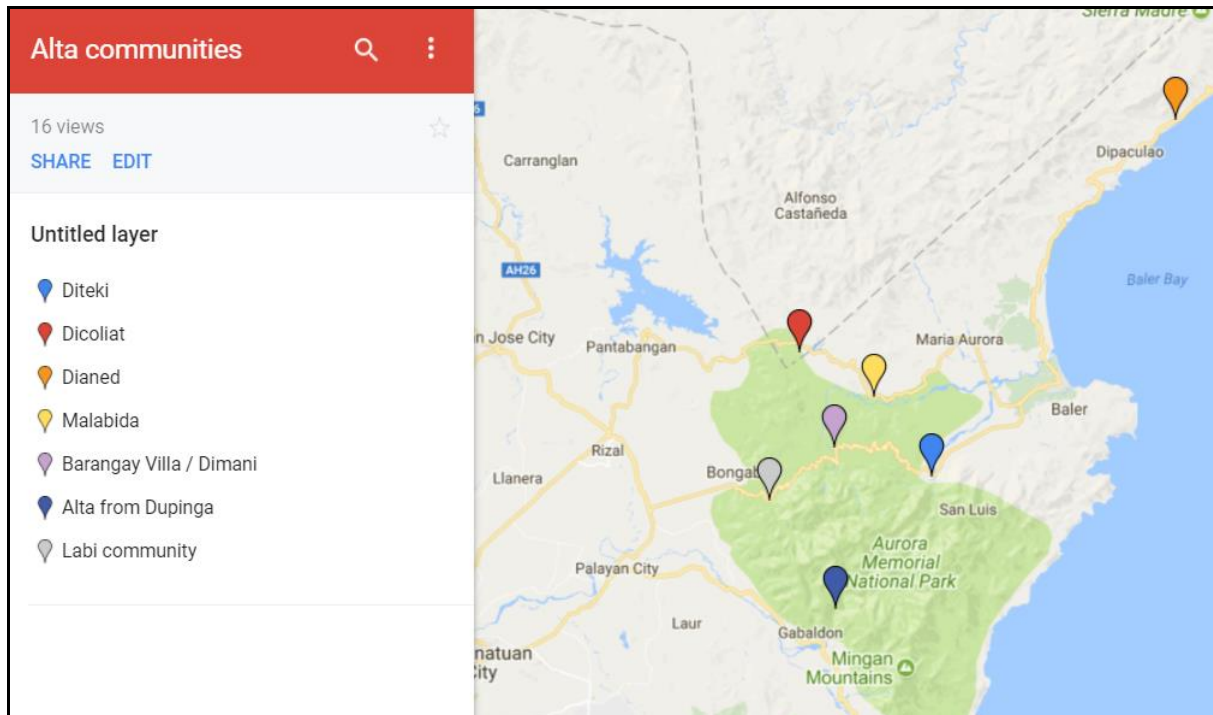 Alta communities
16 views
SHARE EDIT
Untitled layer
Diteki
Dicoliat
Dianed
Malabida
Barangay Villa / Dimani
Alta from Dupinga
Labi community
Sierra Madre
Dipaculao
Carranglan
Alfonso
Castañeda
AH26
Baler Bay
n Jose City
Pantabangan
Maria Aurora
Baler
Rizal
Bongab
Llanera
San Luis
Aurora
Memorial
National Park
Palayan City
Laur
Gabaldon
natuan
City
Mingan
Mountains